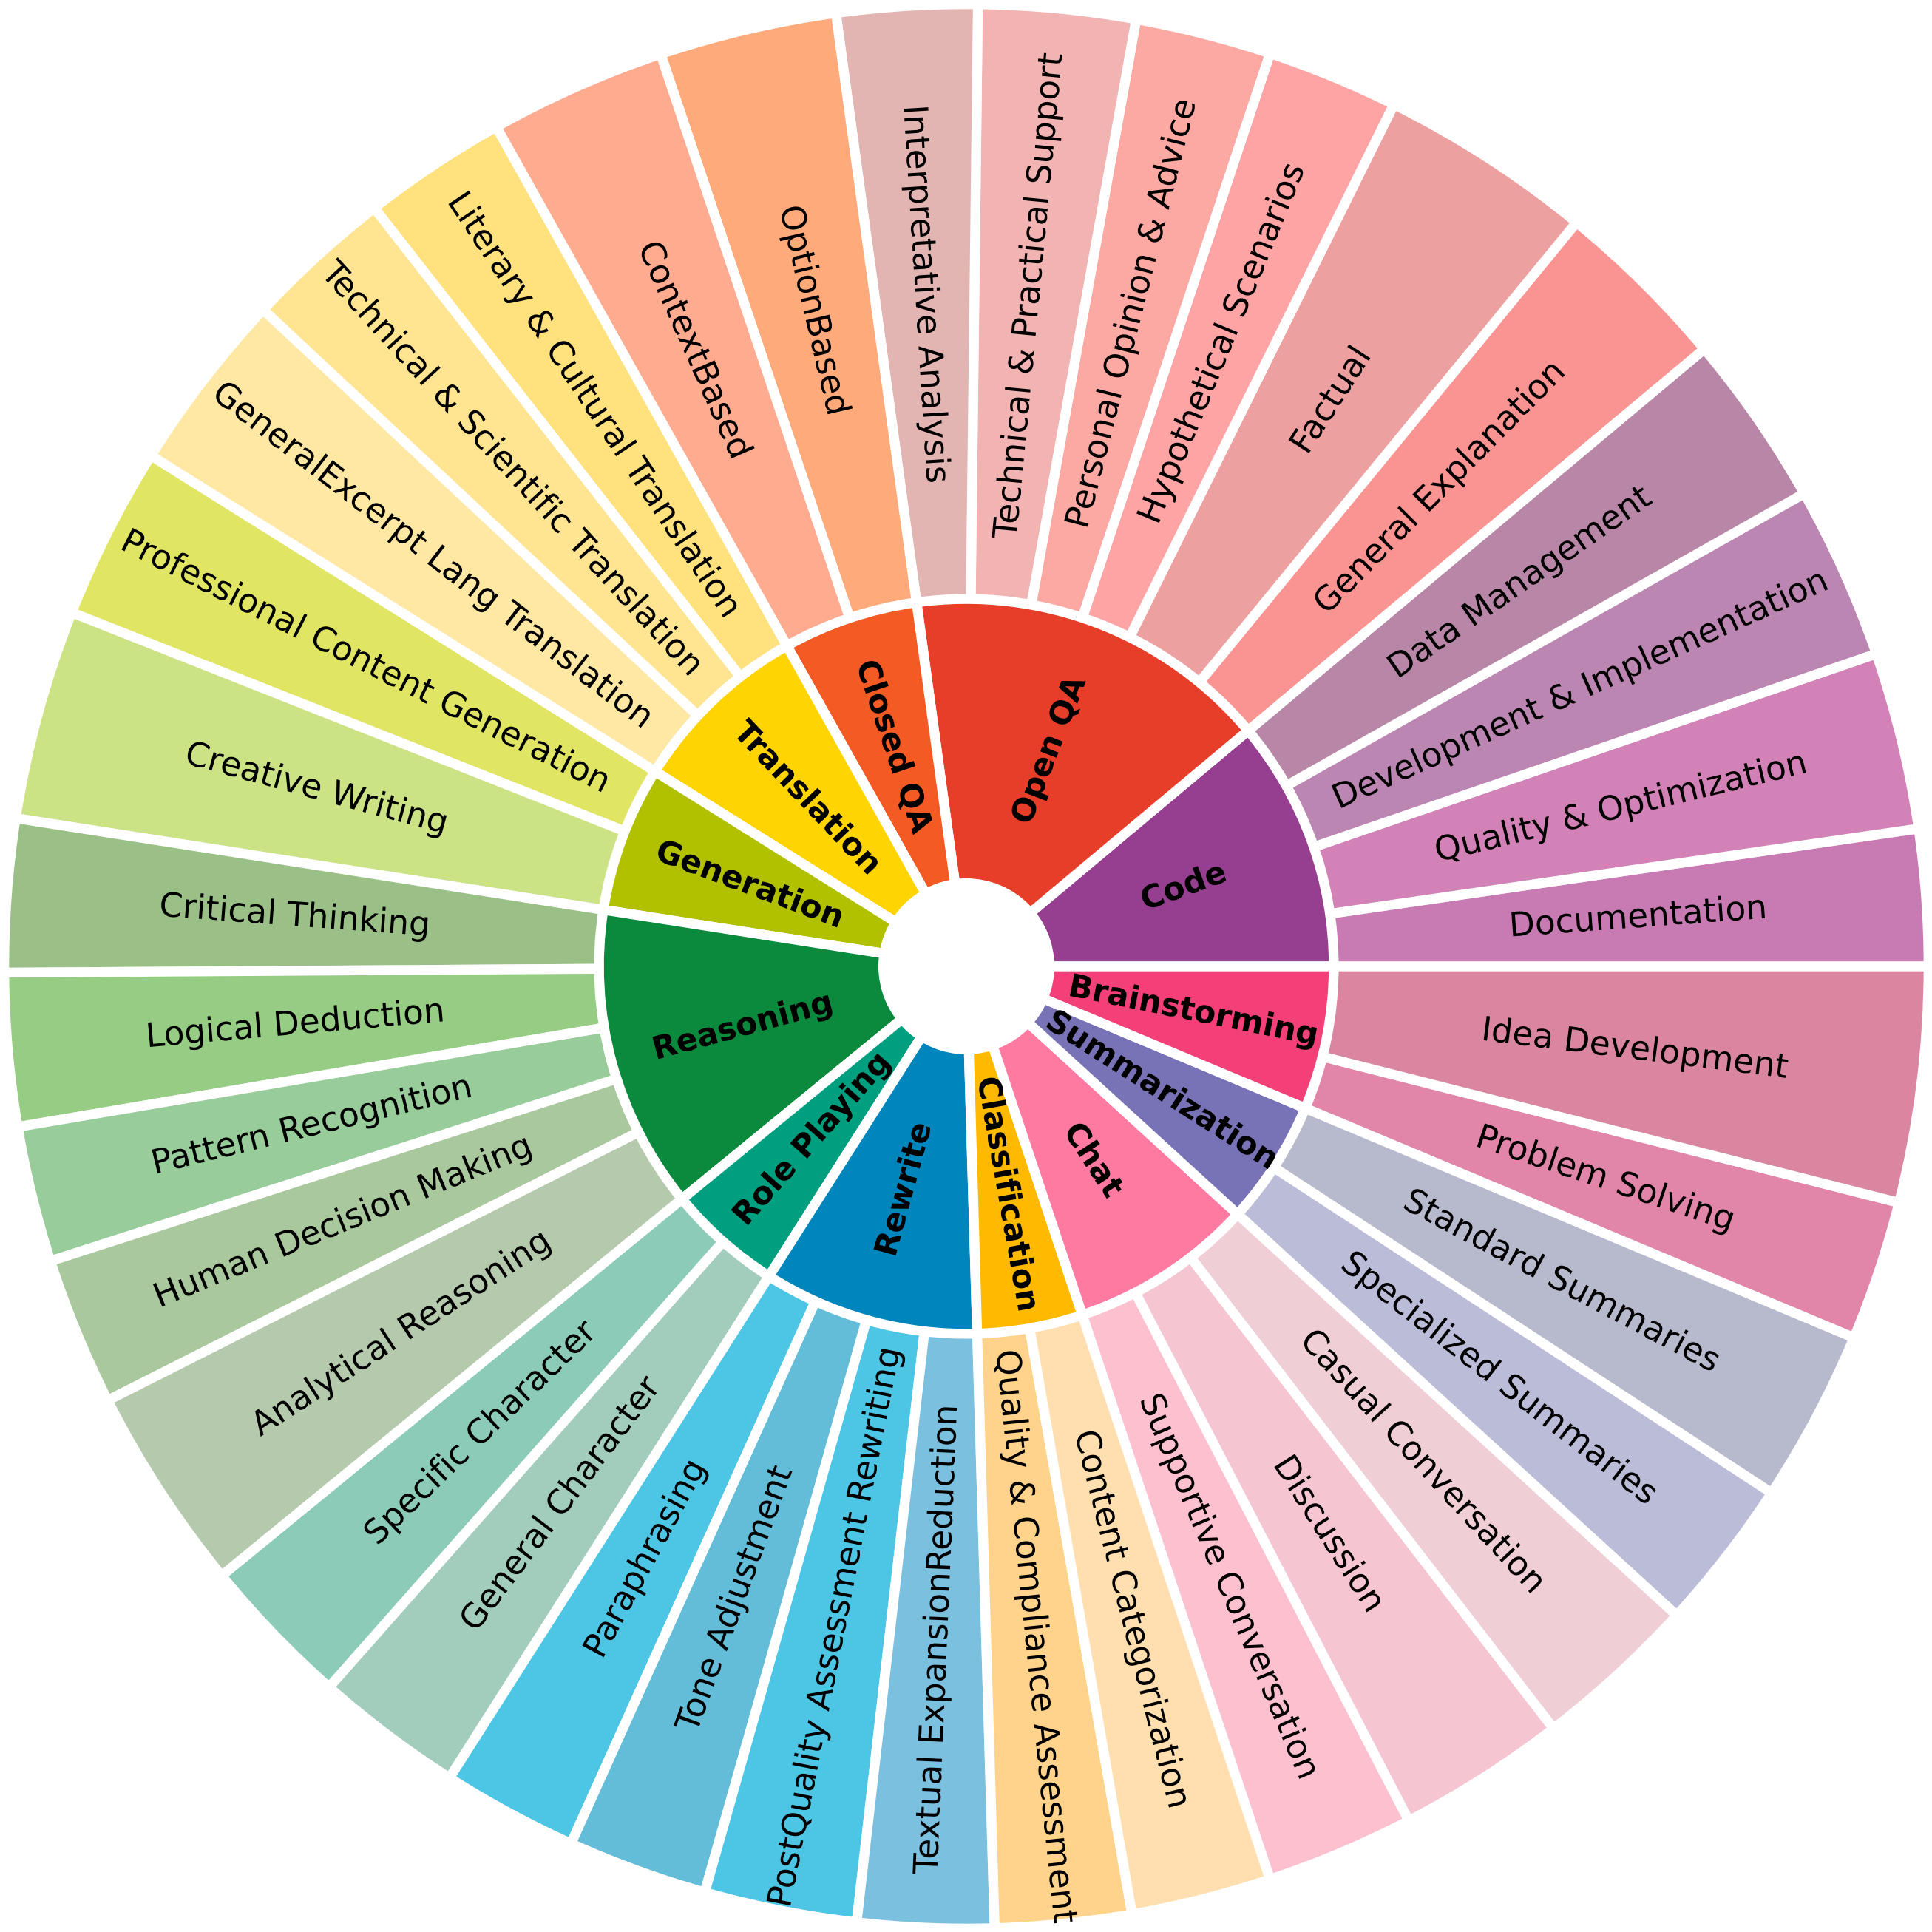 Open QA
Interpretative Analysis
Technical & Practical Support
Personal Opinion & Advice
Hypothetical Scenarios
Factual
General Explanation
Code
Data Management
Development & Implementation
Quality & Optimization
Documentation
Brainstorming
Idea Development
Problem Solving
Summarization
Standard Summaries
Specialized Summaries
Chat
Casual Conversation
Discussion
Supportive Conversation
Classification
Content Categorization
Quality & Compliance Assessment
Rewrite
Textual ExpansionReduction
PostQuality Assessment Rewriting
Tone Adjustment
Paraphrasing
Role Playing
General Character
Specific Character
Reasoning
Analytical Reasoning
Human Decision Making
Pattern Recognition
Logical Deduction
Critical Thinking
Generation
Creative Writing
Professional Content Generation
Translation
GeneralExcerpt Lang Translation
Technical & Scientific Translation
Literary & Cultural Translation
Closed QA
ContextBased
OptionBased